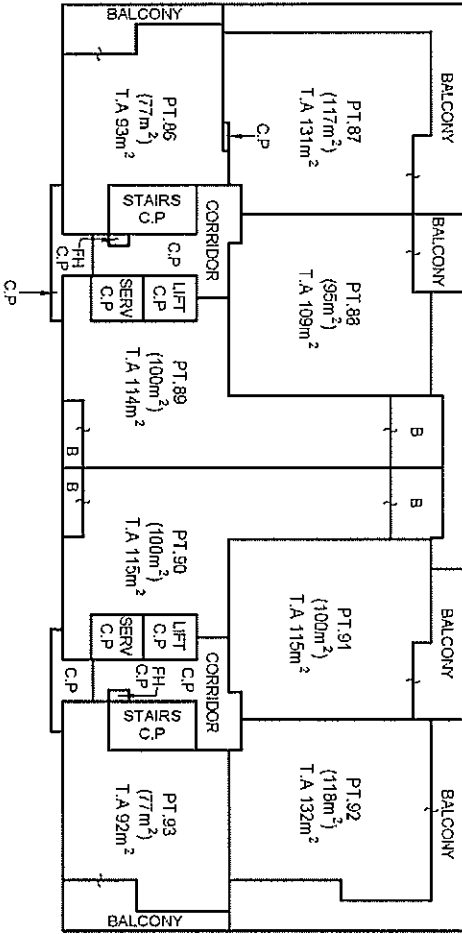 BALCONY
BALCONY
PT.87
(117m²)
T.A 131m²
PT.86
(77m²)
T.A 93m²
C.P
STAIRS
C.P
CORRIDOR
C.P
FH
C.P
C.P
LIFT
C.P
SERV
C.P
BALCONY
PT.88
(95m²)
T.A 109m²
PT.89
(100m²)
T.A 114m²
B
B
B
B
PT.90
(100m²)
T.A 115m²
PT.91
(100m²)
T.A 115m²
BALCONY
LIFT
C.P
SERV
C.P
CORRIDOR
C.P
FH
C.P
C.P
STAIRS
C.P
PT.92
(118m²)
T.A 132m²
BALCONY
PT.93
(77m²)
T.A 92m²
BALCONY